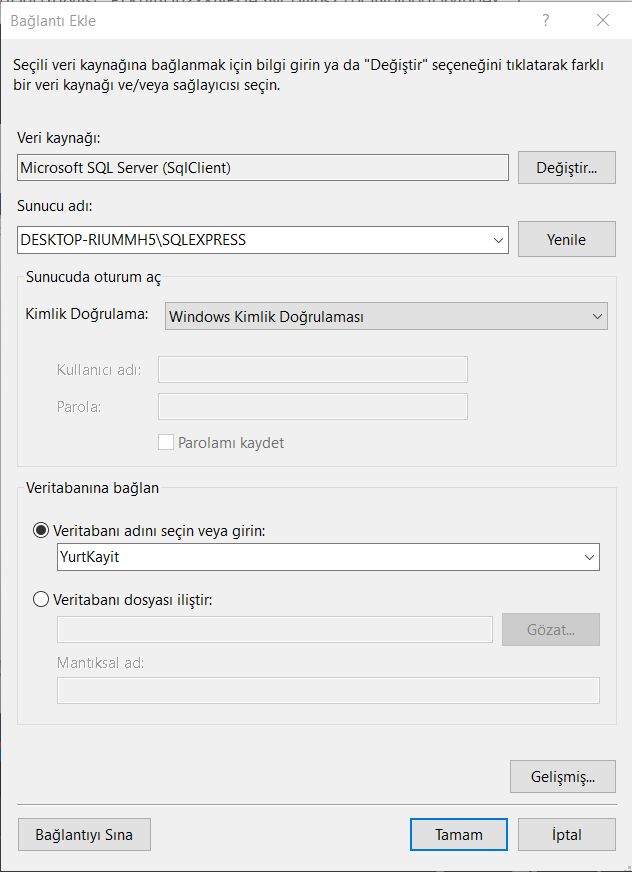 Bağlantı Ekle
?
Seçili veri kaynağına bağlanmak için bilgi girin ya da "Değiştir" seçeneğini tıklatarak farklı
bir veri kaynağı ve/veya sağlayıcısı seçin.
Veri kaynağı:
Microsoft SQL Server (SqlClient)
Değiştir...
Sunucu adı:
DESKTOP-RIUMMH5\SQLEXPRESS
Yenile
Sunucuda oturum aç
Kimlik Doğrulama:
Windows Kimlik Doğrulaması
Kullanıcı adı:
Parola:
Parolamı kaydet
Veritabanına bağlan
Veritabanı adını seçin veya girin:
YurtKayit
Veritabanı dosyası iliştir:
Gözat...
Mantıksal ad:
Gelişmiş...
Bağlantıyı Sına
Tamam
İptal